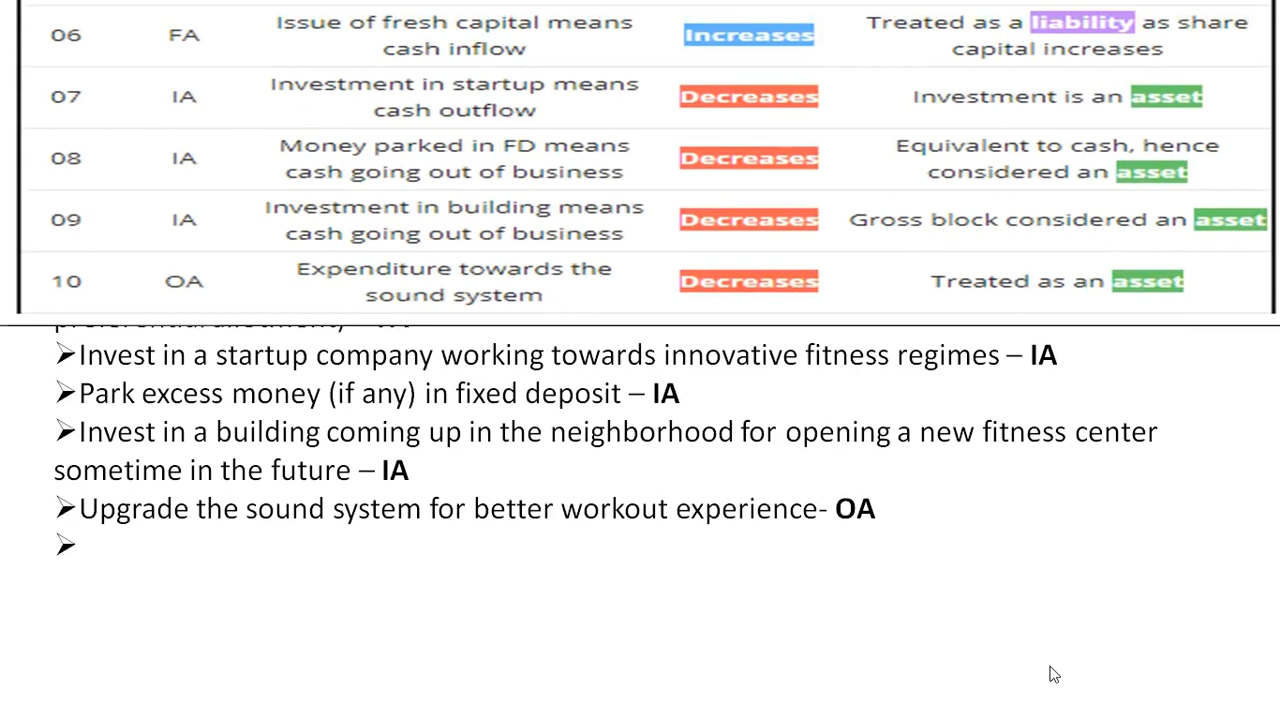 06 FA Issue of fresh capital means cash inflow Increases Treated as a liability as share capital increases
07 IA Investment in startup means cash outflow Decreases Investment is an asset
08 IA Money parked in FD means cash going out of business Decreases Equivalent to cash, hence considered an asset
09 IA Investment in building means cash going out of business Decreases Gross block considered an asset
10 OA Expenditure towards the sound system Decreases Treated as an asset
➢Invest in a startup company working towards innovative fitness regimes – IA
➢Park excess money (if any) in fixed deposit – IA
➢Invest in a building coming up in the neighborhood for opening a new fitness center
sometime in the future – IA
➢Upgrade the sound system for better workout experience- OA
➢